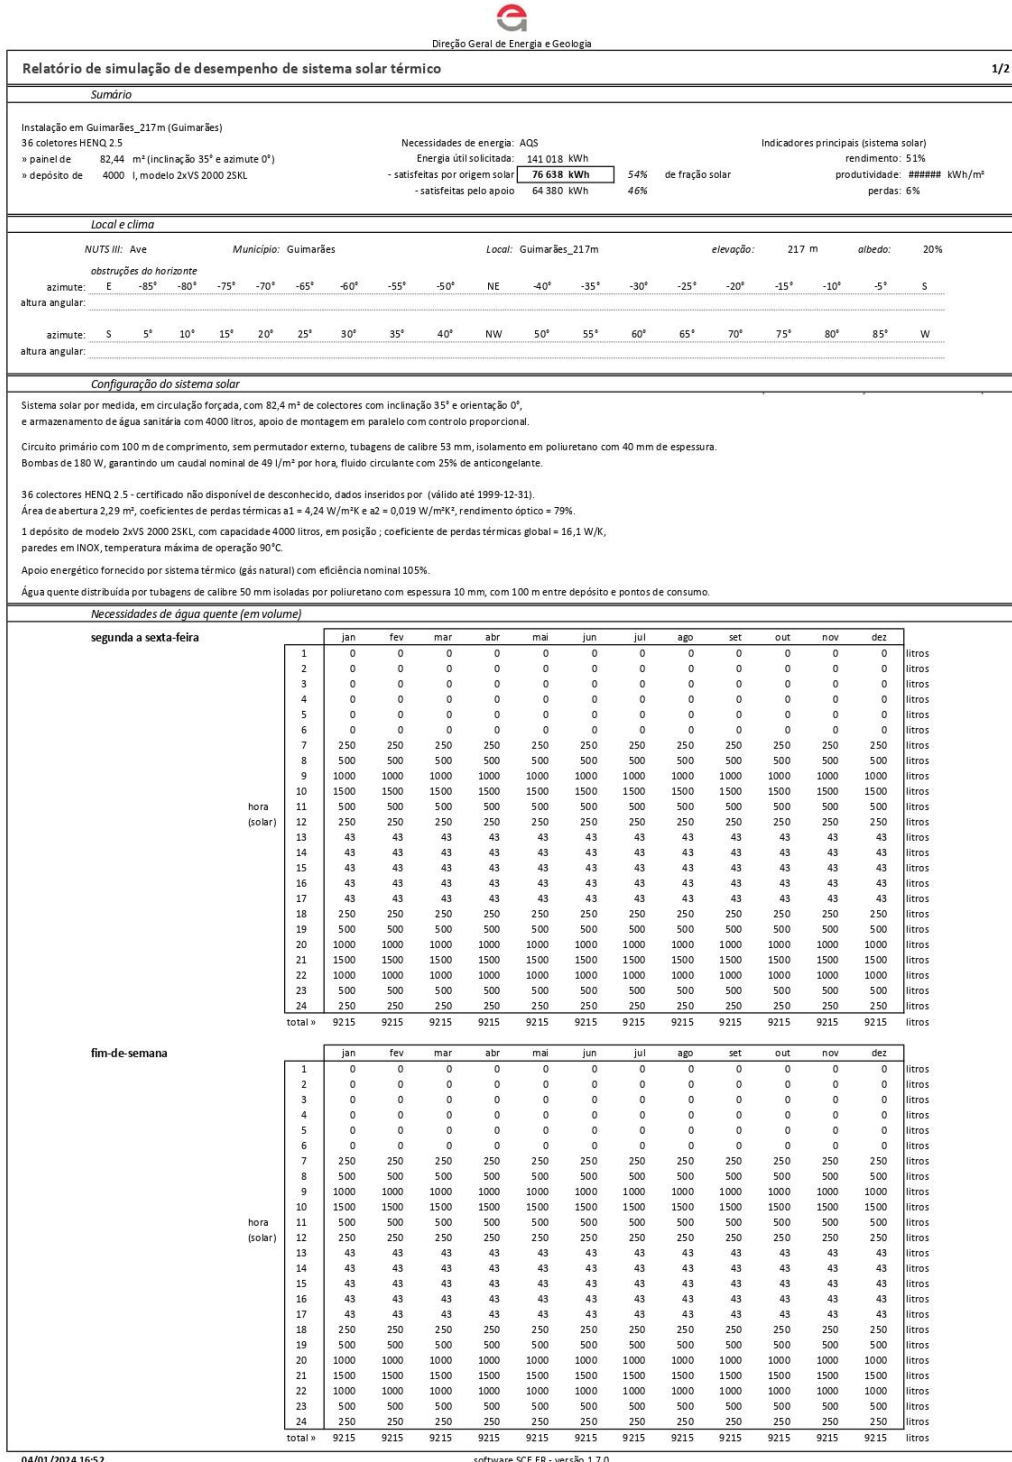 Direção Geral de Energia e Geologia
Relatório de simulação de desempenho de sistema solar térmico 1/2
Sumário
Instalação em Guimarães_217m (Guimarães)
36 coletores HENQ 2.5 Necessidades de energia: AQS Indicadores principais (sistema solar)
» painel de 82,44 m² (inclinação 35° e azimute 0°) Energia útil solicitada: 141 018 kWh rendimento: 51%
» depósito de 4000 l, modelo 2xVS 2000 2SKL - satisfeitas por origem solar 76 638 kWh 54% de fração solar produtividade: ###### kWh/m²
- satisfeitas pelo apoio 64 380 kWh 46% perdas: 6%
Local e clima
NUTS III: Ave Município: Guimarães Local: Guimarães_217m elevação: 217 m albedo: 20%
obstruções do horizonte
azimute: E -85° -80° -75° -70° -65° -60° -55° -50° NE -40° -35° -30° -25° -20° -15° -10° -5° S
altura angular:
azimute: S 5° 10° 15° 20° 25° 30° 35° 40° NW 50° 55° 60° 65° 70° 75° 80° 85° W
altura angular:
Configuração do sistema solar
Sistema solar por medida, em circulação forçada, com 82,4 m² de colectores com inclinação 35° e orientação 0°,
e armazenamento de água sanitária com 4000 litros, apoio de montagem em paralelo com controlo proporcional.
Circuito primário com 100 m de comprimento, sem permutador externo, tubagens de calibre 53 mm, isolamento em poliuretano com 40 mm de espessura.
Bombas de 180 W, garantindo um caudal nominal de 49 l/m² por hora, fluido circulante com 25% de anticongelante.
36 colectores HENQ 2.5 - certificado não disponível de desconhecido, dados inseridos por (válido até 1999-12-31).
Área de abertura 2,29 m², coeficientes de perdas térmicas a1 = 4,24 W/m²K e a2 = 0,019 W/m²K², rendimento óptico = 79%.
1 depósito de modelo 2xVS 2000 2SKL, com capacidade 4000 litros, em posição ; coeficiente de perdas térmicas global = 16,1 W/K,
paredes em INOX, temperatura máxima de operação 90°C.
Apoio energético fornecido por sistema térmico (gás natural) com eficiência nominal 105%.
Água quente distribuída por tubagens de calibre 50 mm isoladas por poliuretano com espessura 10 mm, com 100 m entre depósito e pontos de consumo.
Necessidades de água quente (em volume)
segunda a sexta-feira jan fev mar abr mai jun jul ago set out nov dez
1 0 0 0 0 0 0 0 0 0 0 0 0 litros
2 0 0 0 0 0 0 0 0 0 0 0 0 litros
3 0 0 0 0 0 0 0 0 0 0 0 0 litros
4 0 0 0 0 0 0 0 0 0 0 0 0 litros
5 0 0 0 0 0 0 0 0 0 0 0 0 litros
6 0 0 0 0 0 0 0 0 0 0 0 0 litros
7 250 250 250 250 250 250 250 250 250 250 250 250 litros
8 500 500 500 500 500 500 500 500 500 500 500 500 litros
9 1000 1000 1000 1000 1000 1000 1000 1000 1000 1000 1000 1000 litros
10 1500 1500 1500 1500 1500 1500 1500 1500 1500 1500 1500 1500 litros
hora 11 500 500 500 500 500 500 500 500 500 500 500 500 litros
(solar) 12 250 250 250 250 250 250 250 250 250 250 250 250 litros
13 43 43 43 43 43 43 43 43 43 43 43 43 litros
14 43 43 43 43 43 43 43 43 43 43 43 43 litros
15 43 43 43 43 43 43 43 43 43 43 43 43 litros
16 43 43 43 43 43 43 43 43 43 43 43 43 litros
17 43 43 43 43 43 43 43 43 43 43 43 43 litros
18 250 250 250 250 250 250 250 250 250 250 250 250 litros
19 500 500 500 500 500 500 500 500 500 500 500 500 litros
20 1000 1000 1000 1000 1000 1000 1000 1000 1000 1000 1000 1000 litros
21 1500 1500 1500 1500 1500 1500 1500 1500 1500 1500 1500 1500 litros
22 1000 1000 1000 1000 1000 1000 1000 1000 1000 1000 1000 1000 litros
23 500 500 500 500 500 500 500 500 500 500 500 500 litros
24 250 250 250 250 250 250 250 250 250 250 250 250 litros
total » 9215 9215 9215 9215 9215 9215 9215 9215 9215 9215 9215 9215 litros
fim-de-semana jan fev mar abr mai jun jul ago set out nov dez
1 0 0 0 0 0 0 0 0 0 0 0 0 litros
2 0 0 0 0 0 0 0 0 0 0 0 0 litros
3 0 0 0 0 0 0 0 0 0 0 0 0 litros
4 0 0 0 0 0 0 0 0 0 0 0 0 litros
5 0 0 0 0 0 0 0 0 0 0 0 0 litros
6 0 0 0 0 0 0 0 0 0 0 0 0 litros
7 250 250 250 250 250 250 250 250 250 250 250 250 litros
8 500 500 500 500 500 500 500 500 500 500 500 500 litros
9 1000 1000 1000 1000 1000 1000 1000 1000 1000 1000 1000 1000 litros
10 1500 1500 1500 1500 1500 1500 1500 1500 1500 1500 1500 1500 litros
hora 11 500 500 500 500 500 500 500 500 500 500 500 500 litros
(solar) 12 250 250 250 250 250 250 250 250 250 250 250 250 litros
13 43 43 43 43 43 43 43 43 43 43 43 43 litros
14 43 43 43 43 43 43 43 43 43 43 43 43 litros
15 43 43 43 43 43 43 43 43 43 43 43 43 litros
16 43 43 43 43 43 43 43 43 43 43 43 43 litros
17 43 43 43 43 43 43 43 43 43 43 43 43 litros
18 250 250 250 250 250 250 250 250 250 250 250 250 litros
19 500 500 500 500 500 500 500 500 500 500 500 500 litros
20 1000 1000 1000 1000 1000 1000 1000 1000 1000 1000 1000 1000 litros
21 1500 1500 1500 1500 1500 1500 1500 1500 1500 1500 1500 1500 litros
22 1000 1000 1000 1000 1000 1000 1000 1000 1000 1000 1000 1000 litros
23 500 500 500 500 500 500 500 500 500 500 500 500 litros
24 250 250 250 250 250 250 250 250 250 250 250 250 litros
total » 9215 9215 9215 9215 9215 9215 9215 9215 9215 9215 9215 9215 litros
04/01/2024 16:52 software SCE.ER - versão 1.7.0